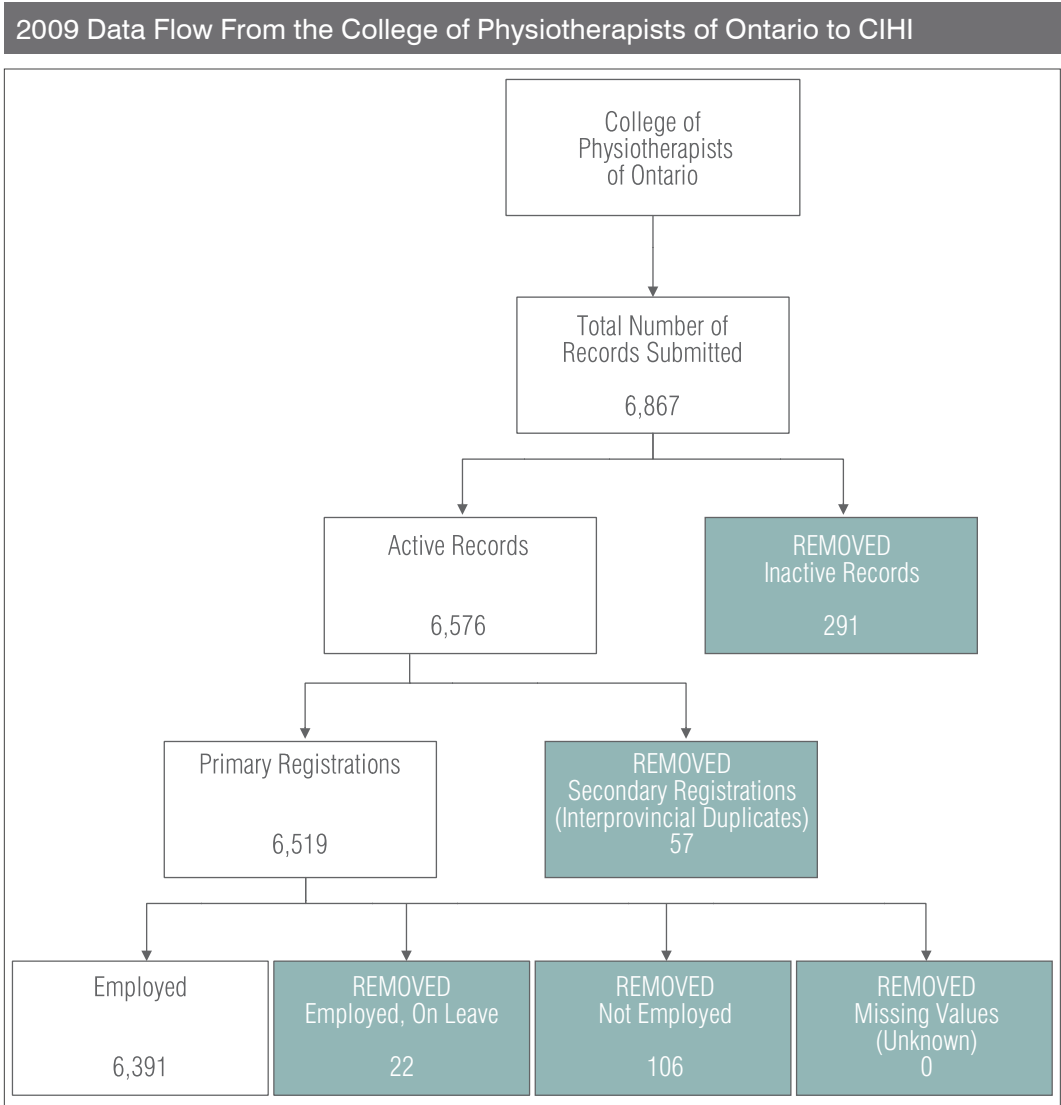 2009 Data Flow From the College of Physiotherapists of Ontario to CIHI
College of
Physiotherapists
of Ontario
Total Number of
Records Submitted
6,867
Active Records
6,576
REMOVED
Inactive Records
291
Primary Registrations
6,519
REMOVED
Secondary Registrations
(Interprovincial Duplicates)
57
Employed
6,391
REMOVED
Employed, On Leave
22
REMOVED
Not Employed
106
REMOVED
Missing Values
(Unknown)
0